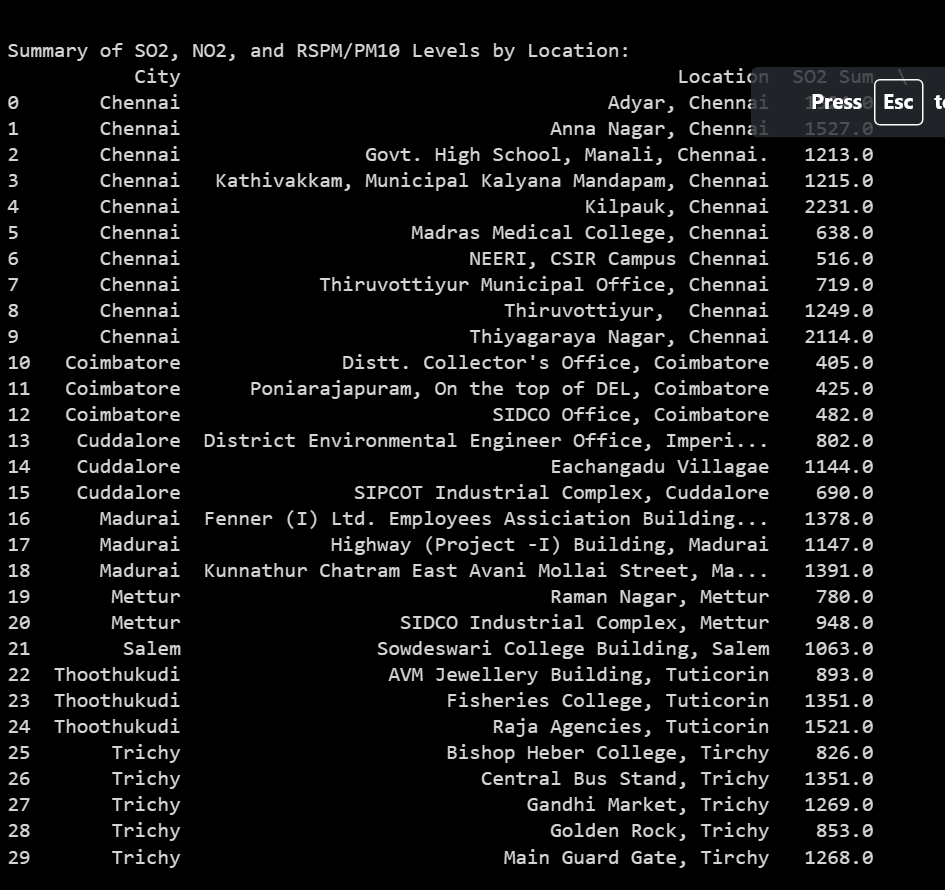 Summary of SO2, NO2, and RSPM/PM10 Levels by Location:
City Location SO2 Sum \
Press Esc
0 Chennai Adyar, Chennai
1 Chennai Anna Nagar, Chennai 1527.0
2 Chennai Govt. High School, Manali, Chennai. 1213.0
3 Chennai Kathivakkam, Municipal Kalyana Mandapam, Chennai 1215.0
4 Chennai Kilpauk, Chennai 2231.0
5 Chennai Madras Medical College, Chennai 638.0
6 Chennai NEERI, CSIR Campus Chennai 516.0
7 Chennai Thiruvottiyur Municipal Office, Chennai 719.0
8 Chennai Thiruvottiyur, Chennai 1249.0
9 Chennai Thiyagaraya Nagar, Chennai 2114.0
10 Coimbatore Distt. Collector's Office, Coimbatore 405.0
11 Coimbatore Poniarajapuram, On the top of DEL, Coimbatore 425.0
12 Coimbatore SIDCO Office, Coimbatore 482.0
13 Cuddalore District Environmental Engineer Office, Imperi... 802.0
14 Cuddalore Eachangadu Villagae 1144.0
15 Cuddalore SIPCOT Industrial Complex, Cuddalore 690.0
16 Madurai Fenner (I) Ltd. Employees Assiciation Building... 1378.0
17 Madurai Highway (Project -I) Building, Madurai 1147.0
18 Madurai Kunnathur Chatram East Avani Mollai Street, Ma... 1391.0
19 Mettur Raman Nagar, Mettur 780.0
20 Mettur SIDCO Industrial Complex, Mettur 948.0
21 Salem Sowdeswari College Building, Salem 1063.0
22 Thoothukudi AVM Jewellery Building, Tuticorin 893.0
23 Thoothukudi Fisheries College, Tuticorin 1351.0
24 Thoothukudi Raja Agencies, Tuticorin 1521.0
25 Trichy Bishop Heber College, Tirchy 826.0
26 Trichy Central Bus Stand, Trichy 1351.0
27 Trichy Gandhi Market, Trichy 1269.0
28 Trichy Golden Rock, Trichy 853.0
29 Trichy Main Guard Gate, Tirchy 1268.0